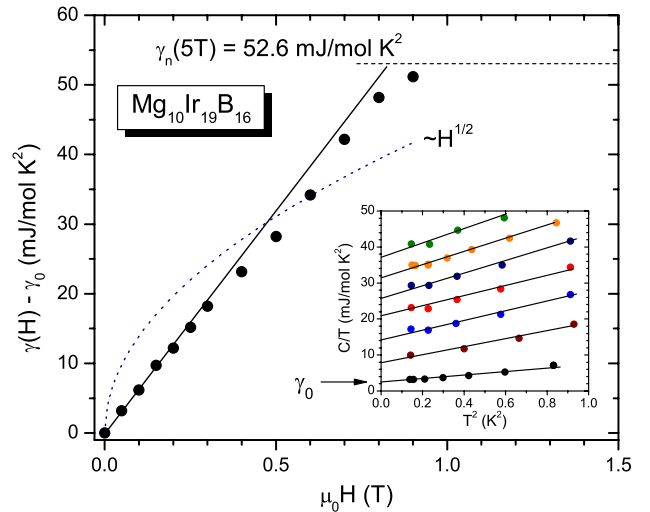 γₙ(5T) = 52.6 mJ/mol K²
Mg₁₀Ir₁₉B₁₆
~H¹ᐟ²
γ(H) - γ₀ (mJ/mol K²)
60
50
40
30
20
10
0
0.0 0.5 1.0 1.5
μ₀H (T)
γ₀
C/T (mJ/mol K²)
50
40
30
20
10
0
0.0 0.2 0.4 0.6 0.8 1.0
T² (K²)